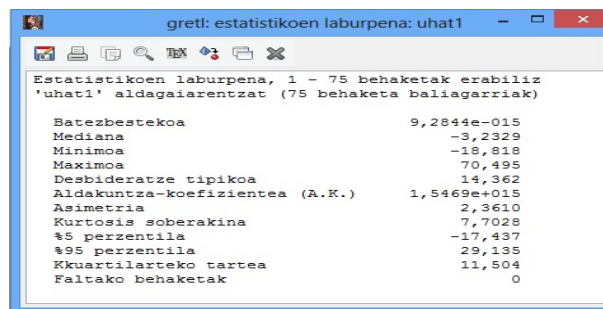 gretl: estatistikoen laburpena: uhat1
TEX
Estatistikoen laburpena, 1 - 75 behaketak erabiliz
'uhat1' aldagaiarentzat (75 behaketa baliagarriak)
Batezbestekoa 9,2844e-015
Mediana -3,2329
Minimoa -18,818
Maximoa 70,495
Desbideratze tipikoa 14,362
Aldakuntza-koefizientea (A.K.) 1,5469e+015
Asimetria 2,3610
Kurtosis soberakina 7,7028
%5 perzentila -17,437
%95 perzentila 29,135
Kkuartilarteko tartea 11,504
Faltako behaketak 0